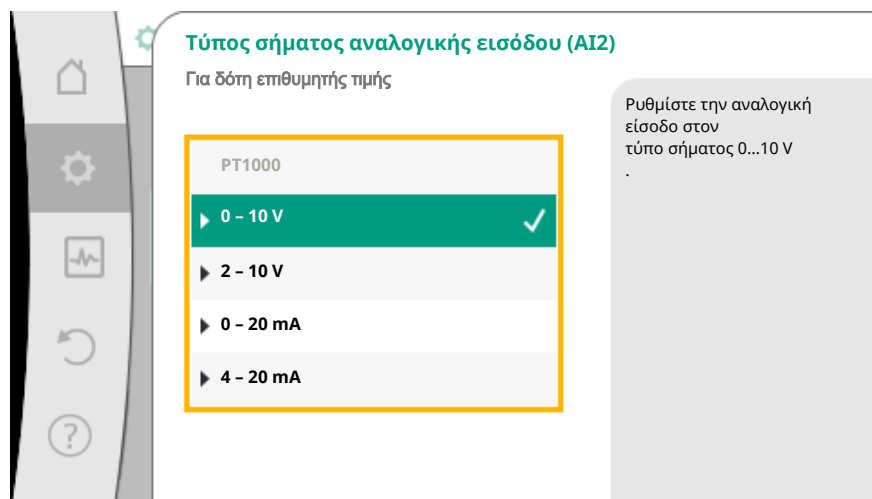 Τύπος σήματος αναλογικής εισόδου (AI2)
Για δότη επιθυμητής τιμής
PT1000
0 – 10 V
2 – 10 V
0 – 20 mA
4 – 20 mA
Ρυθμίστε την αναλογική
είσοδο στον
τύπο σήματος 0...10 V
.